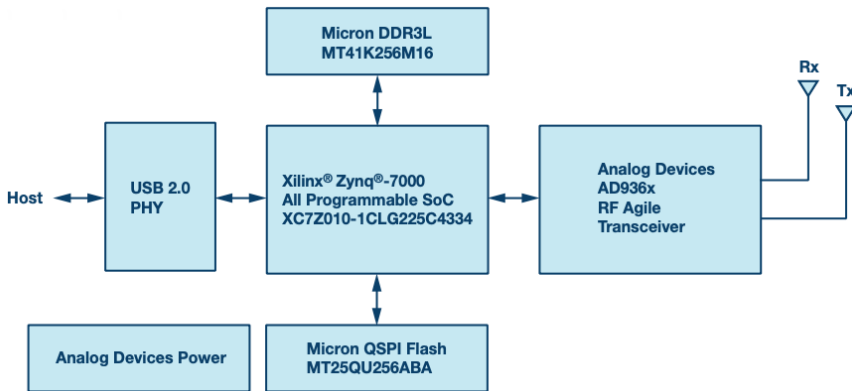 Micron DDR3L
MT41K256M16
Rx
Tx
Host
USB 2.0
PHY
Xilinx® Zynq®-7000
All Programmable SoC
XC7Z010-1CLG225C4334
Analog Devices
AD936x
RF Agile
Transceiver
Analog Devices Power
Micron QSPI Flash
MT25QU256ABA